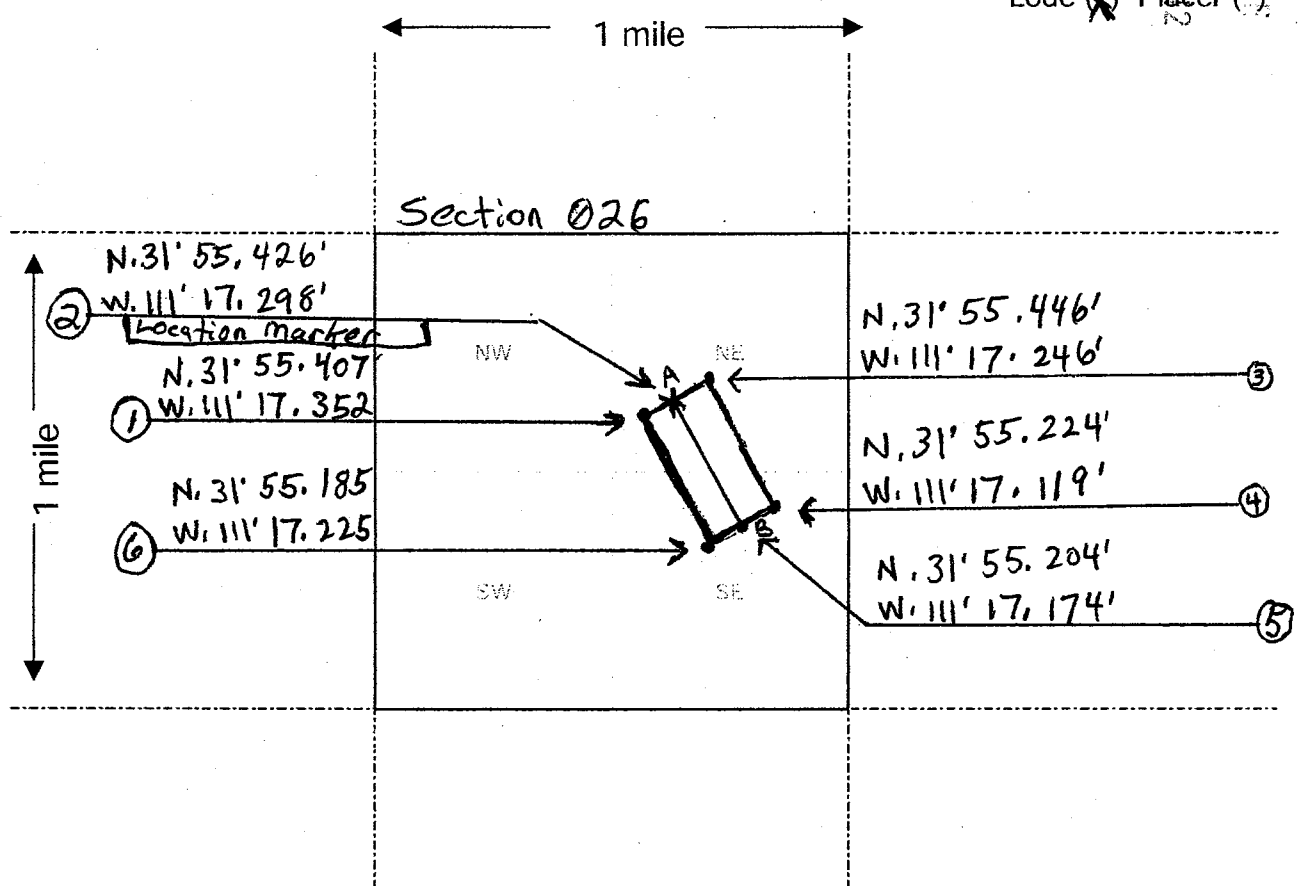 Lode (X) Placer ( )
1 mile
Section 026
N.31' 55.426'
W.111' 17.298'
② Location Marker
N.31' 55.407'
① W.111' 17.352
N.31' 55.185
⑥ W.111' 17.225
1 mile
NW
NE
SW
SE
A
B
N.31' 55.446'
W.111' 17.246'
③
N.31' 55.224'
W.111' 17.119'
④
N.31' 55.204'
W.111' 17.174'
⑤